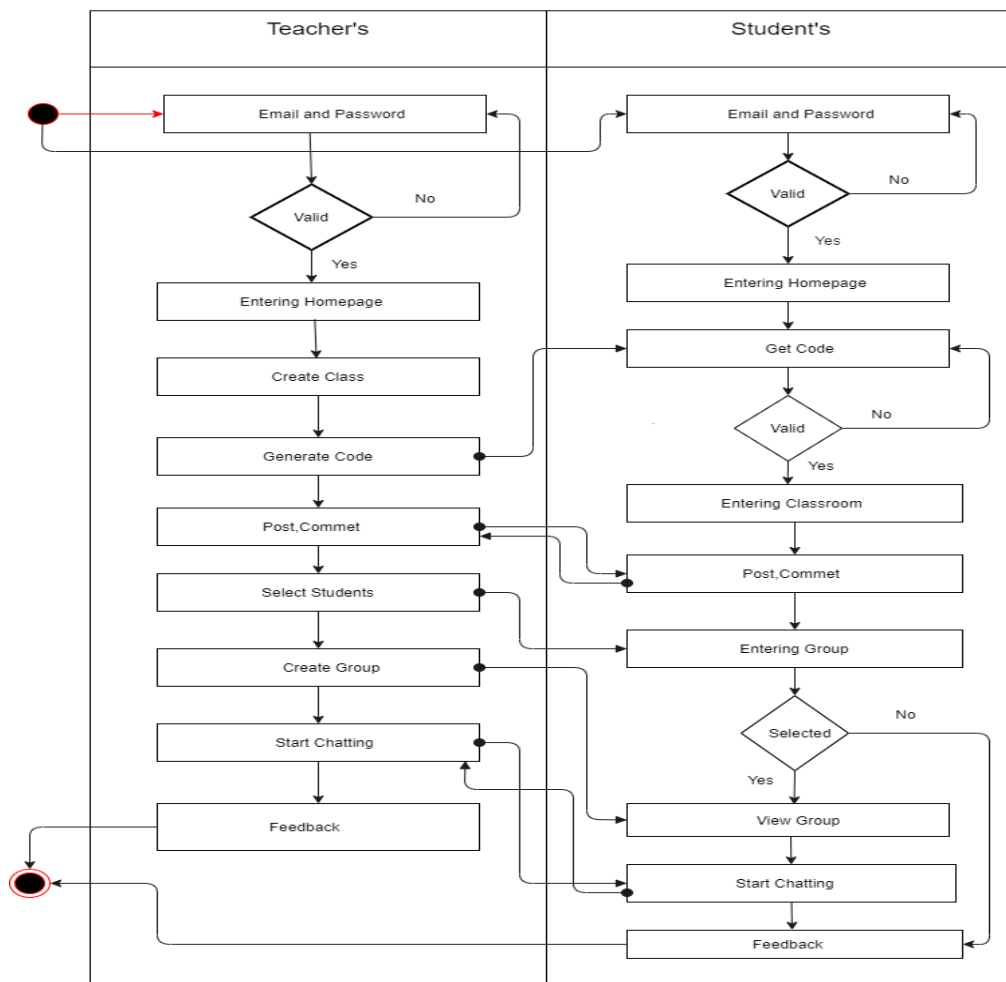 Teacher's
Student's
Email and Password
Valid
No
Yes
Entering Homepage
Create Class
Generate Code
Post,Commet
Select Students
Create Group
Start Chatting
Feedback
Email and Password
Valid
No
Yes
Entering Homepage
Get Code
Valid
No
Yes
Entering Classroom
Post,Commet
Entering Group
Selected
No
Yes
View Group
Start Chatting
Feedback